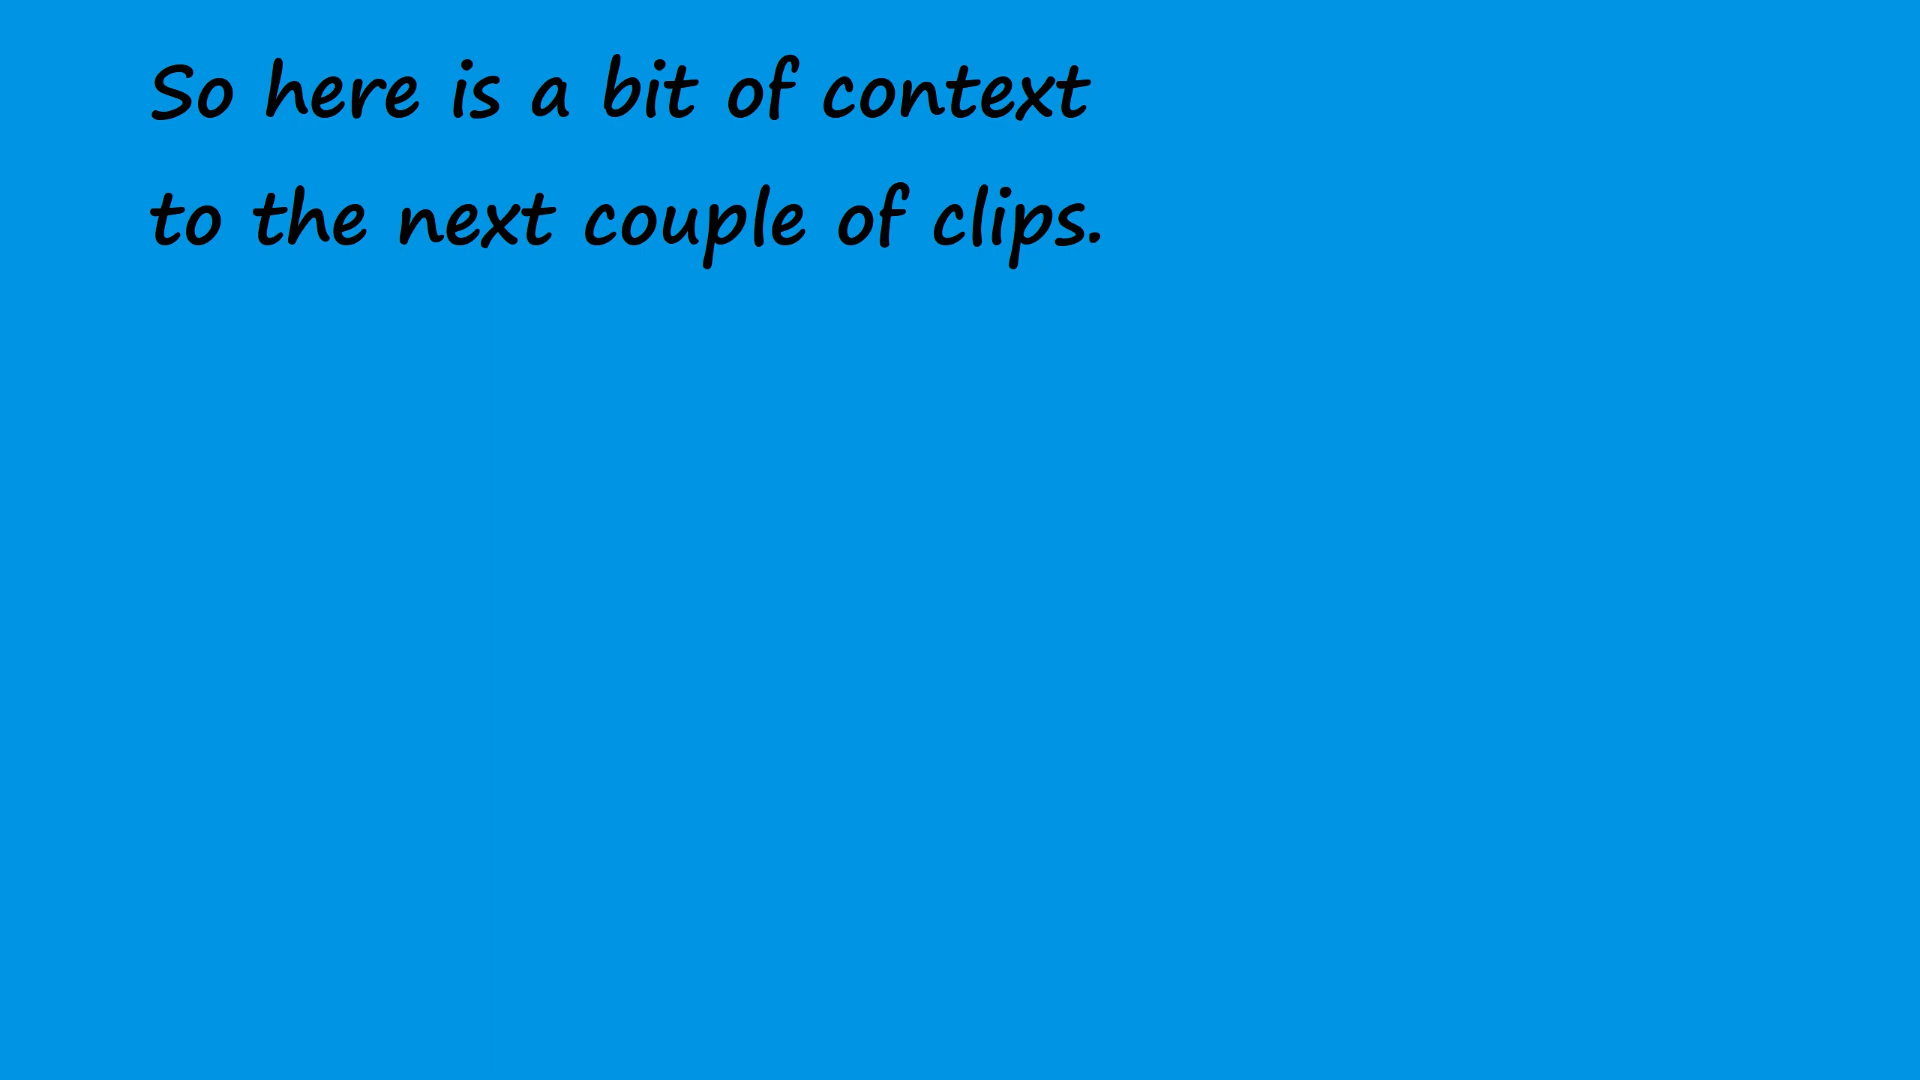 So here is a bit of context
to the next couple of clips.